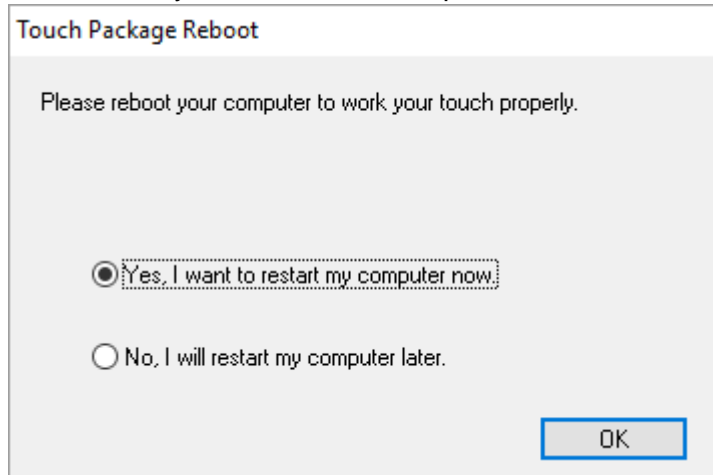 Touch Package Reboot
Please reboot your computer to work your touch properly.
Yes, I want to restart my computer now.
No, I will restart my computer later.
OK